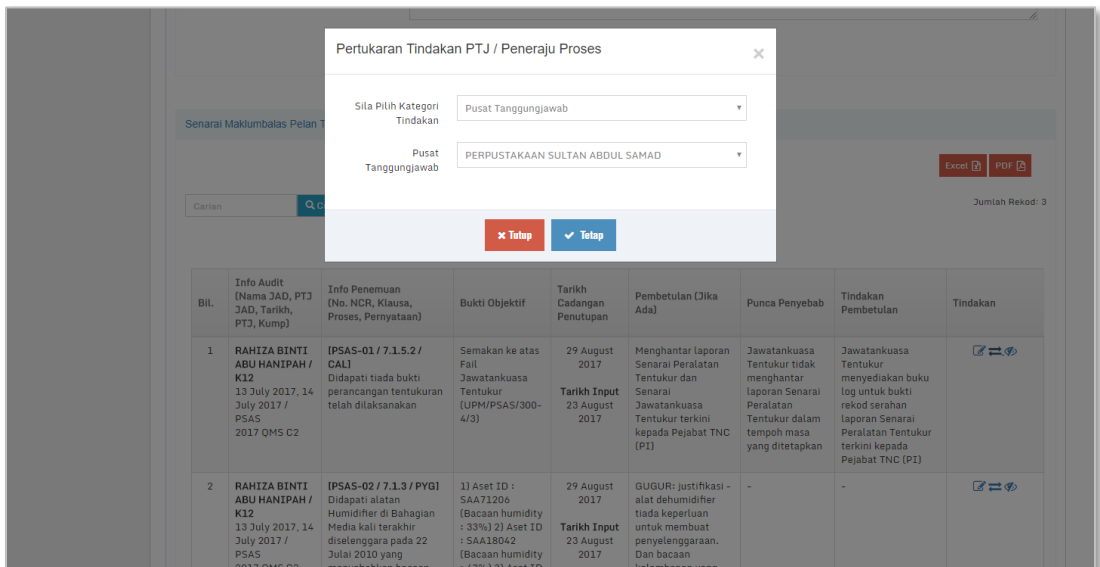 Pertukaran Tindakan PTJ / Peneraju Proses
×
Sila Pilih Kategori
Tindakan
Pusat Tanggungjawab
Pusat
Tanggungjawab
PERPUSTAKAAN SULTAN ABDUL SAMAD
Tutup
Tetap
Senarai Maklumbalas Pelan T
Excel
PDF
Carian
Jumlah Rekod: 3
Bil.
Info Audit
(Nama JAD, PTJ
JAD, Tarikh,
PTJ, Kump)
Info Penemuan
(No. NCR, Klausa,
Proses, Pernyataan)
Bukti Objektif
Tarikh
Cadangan
Penutupan
Pembetulan (Jika
Ada)
Punca Penyebab
Tindakan
Pembetulan
Tindakan
1
RAHIZA BINTI
ABU HANIPAH /
K12
13 July 2017, 14
July 2017 /
PSAS
2017 QMS C2
[PSAS-01 / 7.1.5.2 /
CAL]
Didapati tiada bukti
perancangan tentukuran
telah dilaksanakan
Semakan ke atas
Fail
Jawatankuasa
Tentukur
(UPM/PSAS/300-
4/3)
29 August
2017
Tarikh Input
23 August
2017
Menghantar laporan
Senarai Peralatan
Tentukur dan
Senarai
Jawatankuasa
Tentukur terkini
kepada Pejabat TNC
(PI)
Jawatankuasa
Tentukur tidak
menghantar
laporan Senarai
Peralatan
Tentukur dalam
tempoh masa
yang ditetapkan
Jawatankuasa
Tentukur
menyediakan buku
log untuk bukti
rekod serahan
laporan Senarai
Peralatan Tentukur
terkini kepada
Pejabat TNC (PI)
2
RAHIZA BINTI
ABU HANIPAH /
K12
13 July 2017, 14
July 2017 /
PSAS
2017 QMS C2
[PSAS-02 / 7.1.3 / PYG]
Didapati alatan
Humidifier di Bahagian
Media kali terakhir
diselenggara pada 22
Julai 2010 yang
1) Aset ID :
SAA71206
(Bacaan humidity
: 33%) 2) Aset ID
: SAA18042
(Bacaan humidity
29 August
2017
Tarikh Input
23 August
2017
GUGUR: justifikasi -
alat dehumidifier
tiada keperluan
untuk membuat
penyelenggaraan.
Dan bacaan
-
-